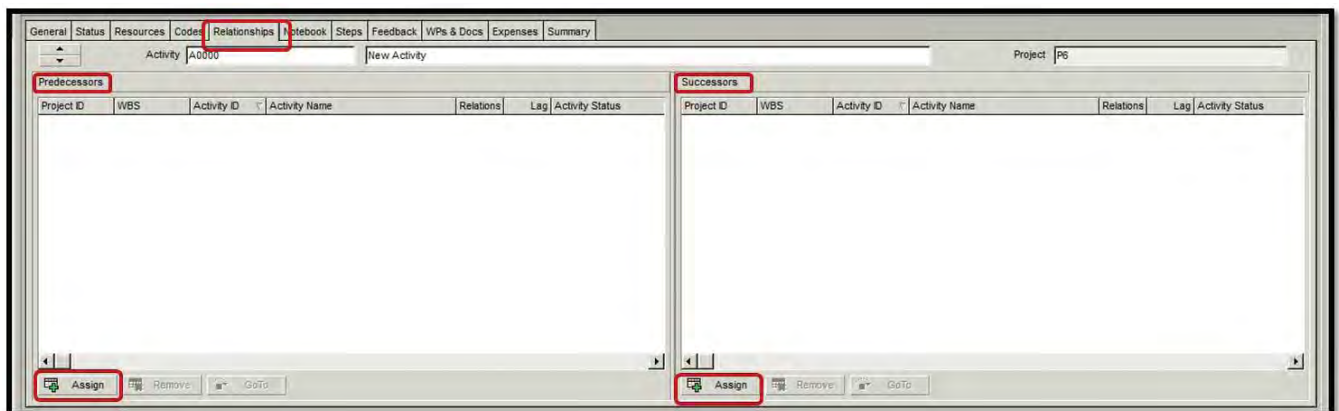 General Status Resources Codes Relationships Notebook Steps Feedback WPs & Docs Expenses Summary
Activity A0000 New Activity Project P6
Predecessors Successors
Project ID WBS Activity ID Activity Name Relations Lag Activity Status Project ID WBS Activity ID Activity Name Relations Lag Activity Status
Assign Remove GoTo Assign Remove GoTo